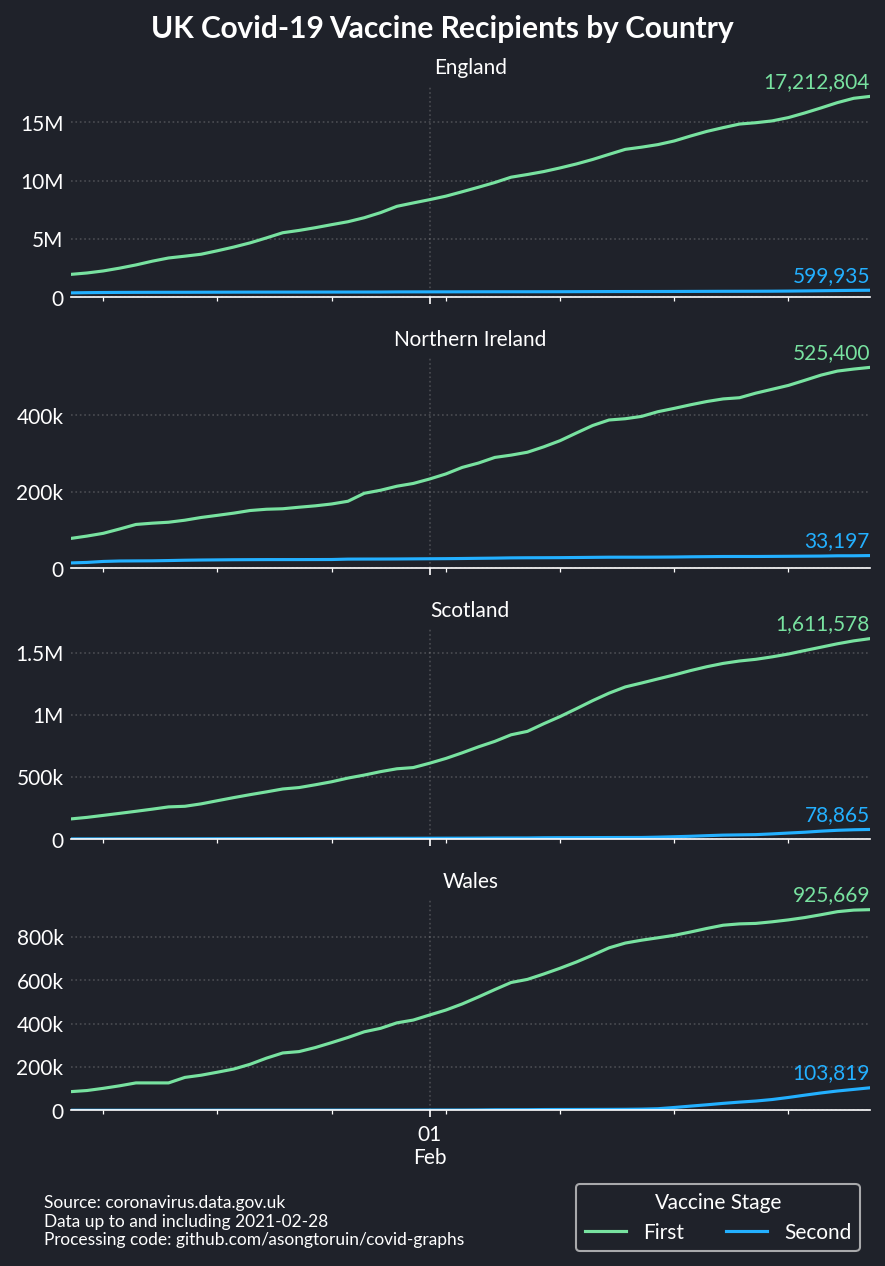 UK Covid-19 Vaccine Recipients by Country
England
17,212,804
15M
10M
5M
599,935
0
Northern Ireland
525,400
400k
200k
33,197
0
Scotland
1,611,578
1.5M
1M
500k
78,865
0
Wales
925,669
800k
600k
400k
200k
103,819
0
01
Feb
Source: coronavirus.data.gov.uk
Data up to and including 2021-02-28
Processing code: github.com/asongtoruin/covid-graphs
Vaccine Stage
First Second